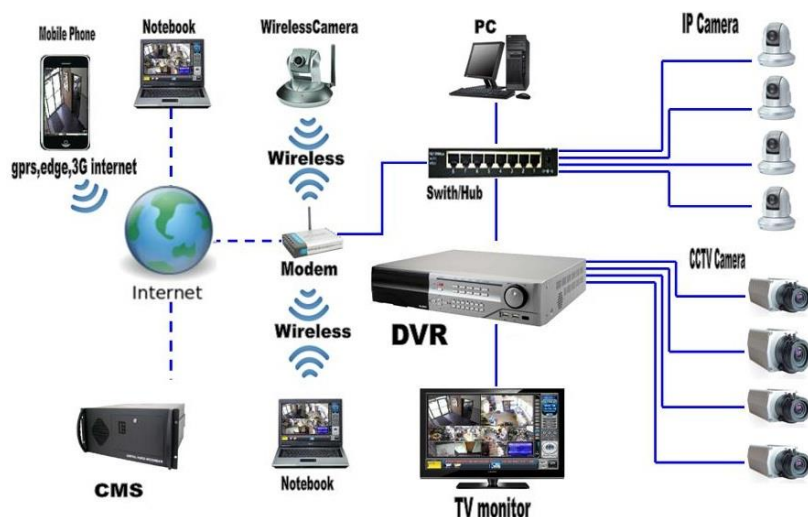 Mobile Phone
Notebook
WirelessCamera
PC
IP Camera
gprs,edge,3G internet
Wireless
Swith/Hub
Modem
Internet
CCTV Camera
Wireless
DVR
CMS
Notebook
TV monitor